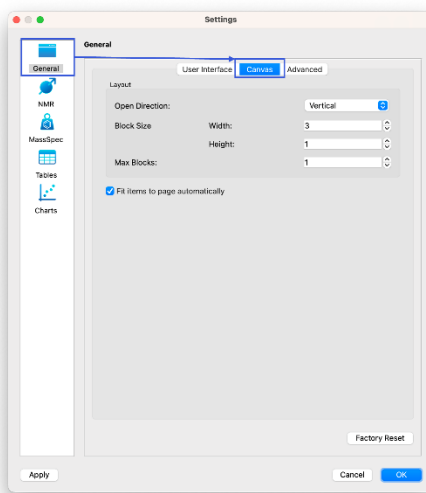 Settings
General
General
User Interface Canvas Advanced
Layout
Open Direction: Vertical
Block Size Width: 3
Height: 1
Max Blocks: 1
Fit items to page automatically
NMR
MassSpec
Tables
Charts
Factory Reset
Apply Cancel OK